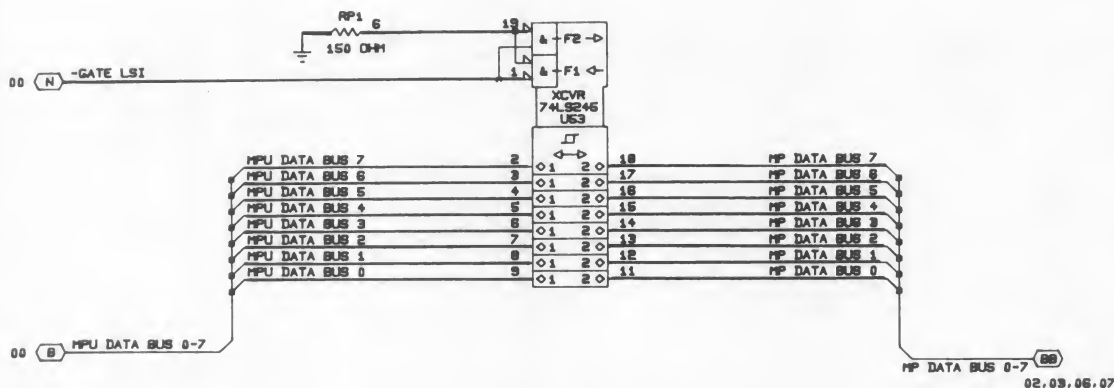 RP1 6 19
& F2
150 OHM
& F1
00 N -GATE LSI 1
XCVR
74LS245
U53
MPU DATA BUS 7 2 1 2 18 MP DATA BUS 7
MPU DATA BUS 6 3 1 2 17 MP DATA BUS 6
MPU DATA BUS 5 4 1 2 16 MP DATA BUS 5
MPU DATA BUS 4 5 1 2 15 MP DATA BUS 4
MPU DATA BUS 3 6 1 2 14 MP DATA BUS 3
MPU DATA BUS 2 7 1 2 13 MP DATA BUS 2
MPU DATA BUS 1 8 1 2 12 MP DATA BUS 1
MPU DATA BUS 0 9 1 2 11 MP DATA BUS 0
00 B MPU DATA BUS 0-7
MP DATA BUS 0-7 BB
02,03,06,07